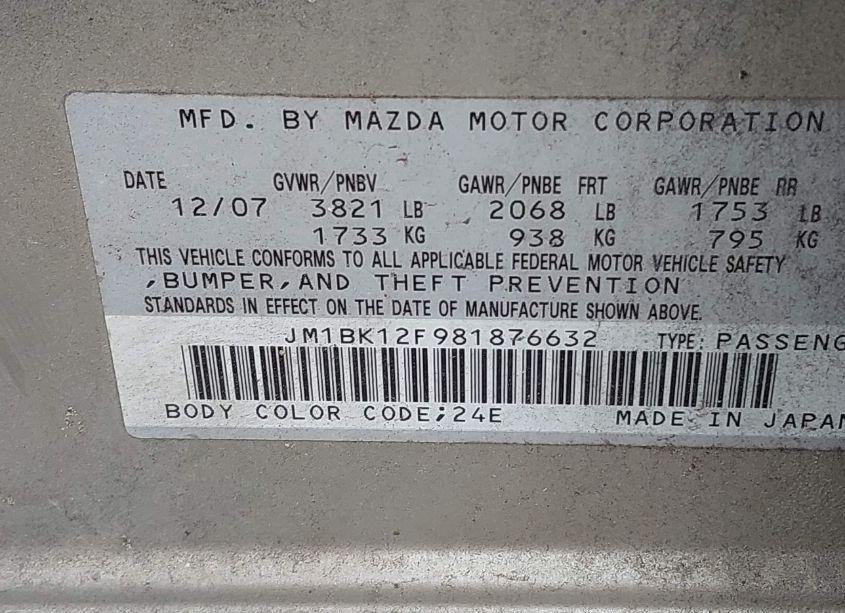 MFD. BY MAZDA MOTOR CORPORATION
DATE GVWR/PNBV GAWR/PNBE FRT GAWR/PNBE RR
12/07 3821 LB 2068 LB 1753 LB
1733 KG 938 KG 795 KG
THIS VEHICLE CONFORMS TO ALL APPLICABLE FEDERAL MOTOR VEHICLE SAFETY
,BUMPER,AND THEFT PREVENTION
STANDARDS IN EFFECT ON THE DATE OF MANUFACTURE SHOWN ABOVE.
JM1BK12F981876632 TYPE: PASSENG
BODY COLOR CODE;24E MADE IN JAPAN